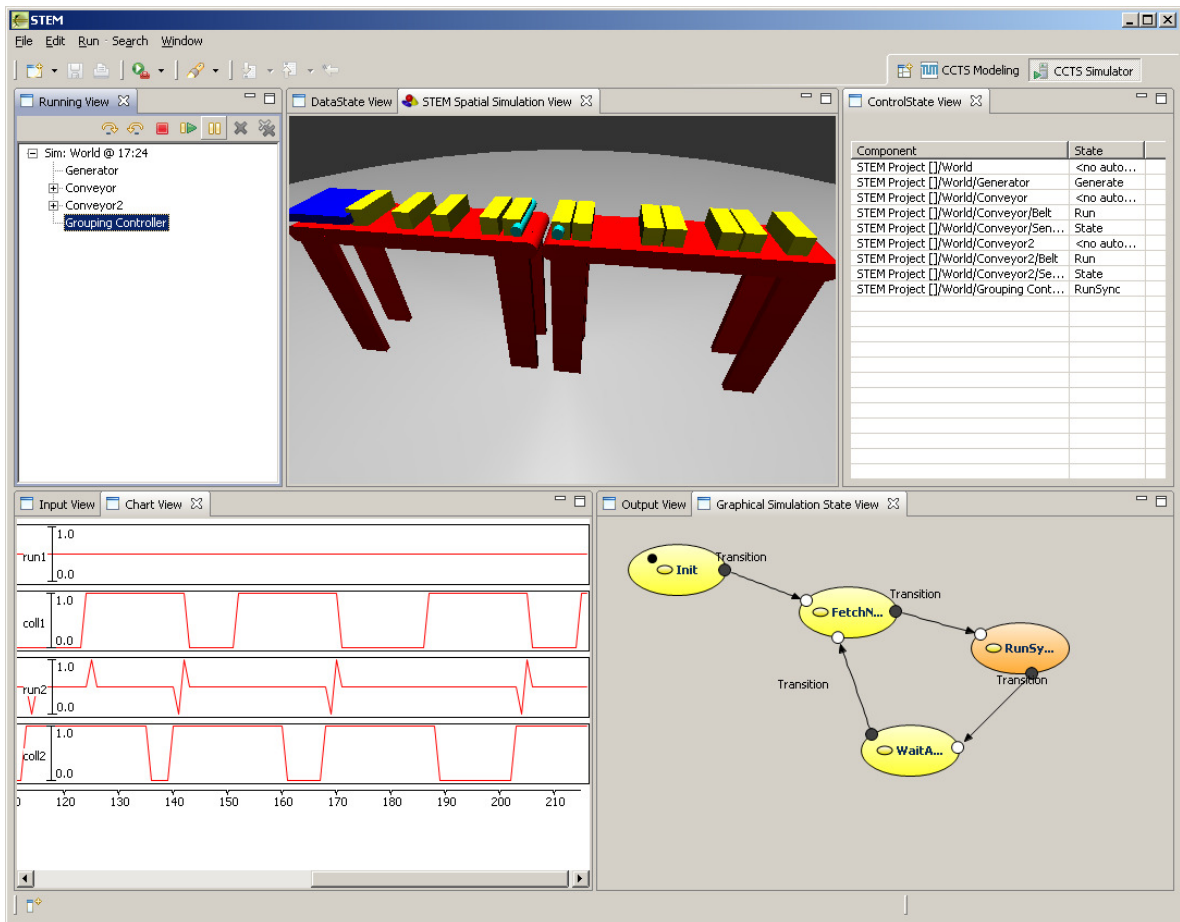 STEM
File Edit Run Search Window
CCTS Modeling CCTS Simulator
Running View
Sim: World @ 17:24
Generator
Conveyor
Conveyor2
Grouping Controller
DataState View STEM Spatial Simulation View
ControlState View
Component State
STEM Project []/World <no auto...
STEM Project []/World/Generator Generate
STEM Project []/World/Conveyor <no auto...
STEM Project []/World/Conveyor/Belt Run
STEM Project []/World/Conveyor/Sen... State
STEM Project []/World/Conveyor2 <no auto...
STEM Project []/World/Conveyor2/Belt Run
STEM Project []/World/Conveyor2/Se... State
STEM Project []/World/Grouping Cont... RunSync
Input View Chart View
1.0
run1
0.0
1.0
coll1
0.0
1.0
run2
0.0
1.0
coll2
0.0
120 130 140 150 160 170 180 190 200 210
Output View Graphical Simulation State View
Init
Transition
FetchN...
Transition
RunSy...
Transition
Transition
WaitA...